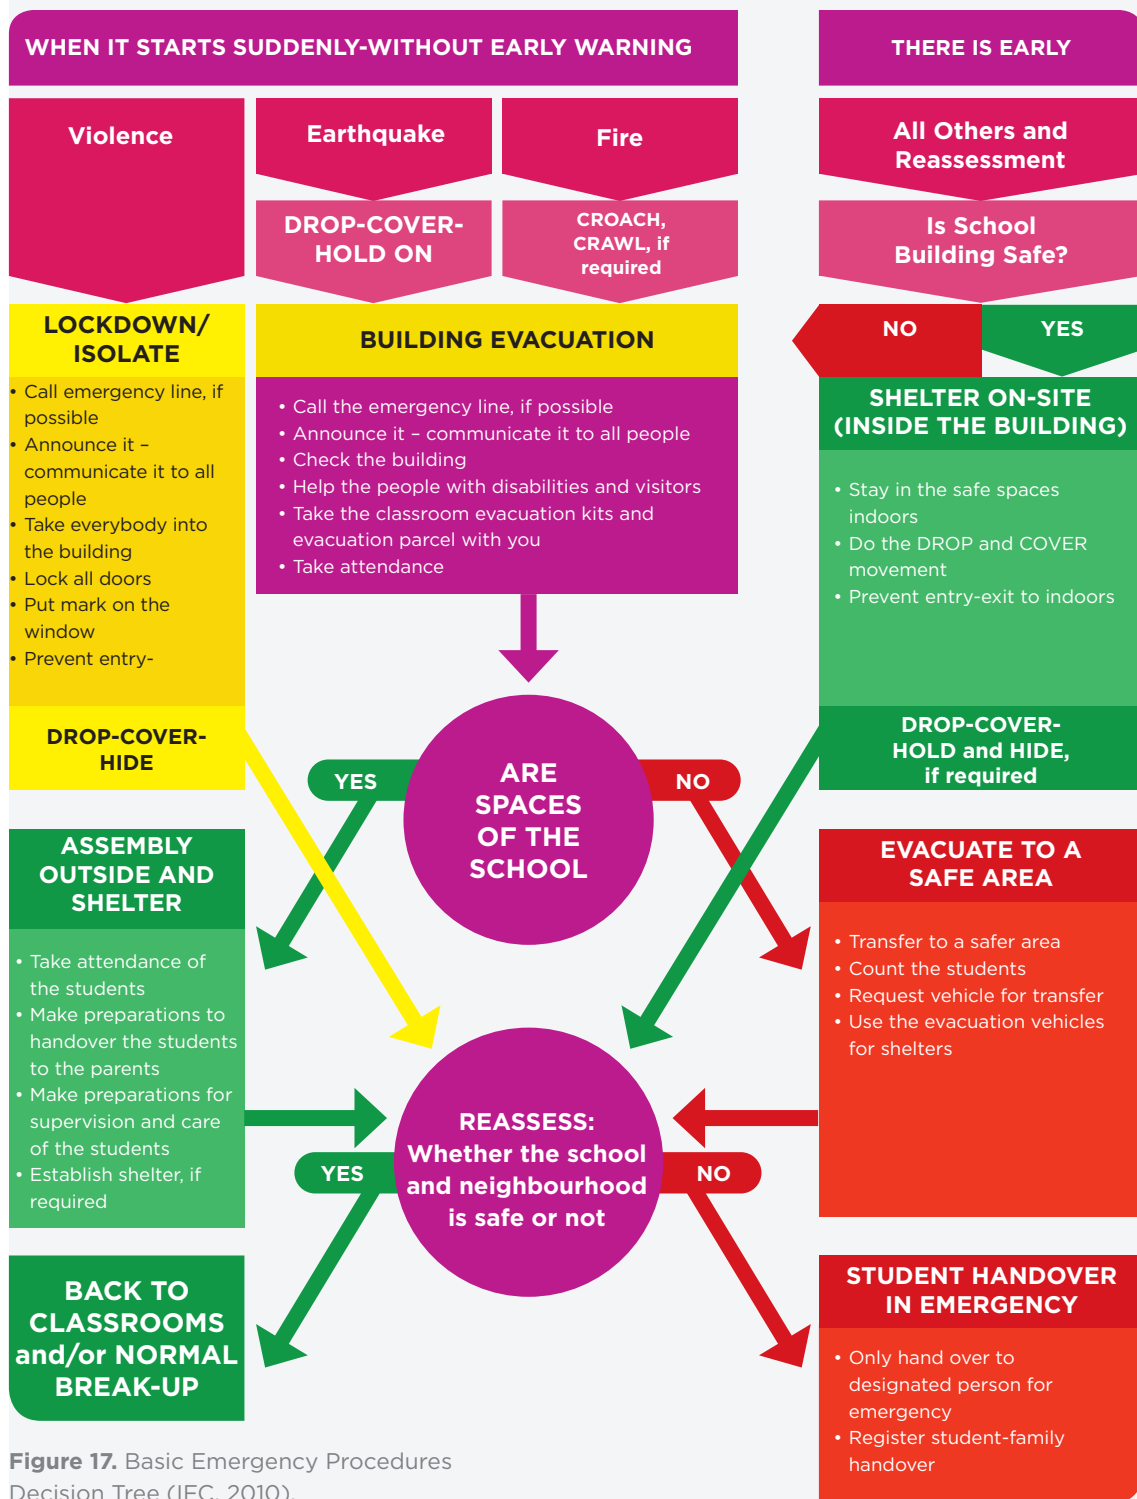 WHEN IT STARTS SUDDENLY-WITHOUT EARLY WARNING
THERE IS EARLY
Violence
Earthquake
Fire
All Others and
Reassessment
DROP-COVER-
HOLD ON
CROACH,
CRAWL, if
required
Is School
Building Safe?
LOCKDOWN/
ISOLATE
• Call emergency line, if
possible
• Announce it –
communicate it to all
people
• Take everybody into
the building
• Lock all doors
• Put mark on the
window
• Prevent entry-
DROP-COVER-
HIDE
BUILDING EVACUATION
• Call the emergency line, if possible
• Announce it – communicate it to all people
• Check the building
• Help the people with disabilities and visitors
• Take the classroom evacuation kits and
evacuation parcel with you
• Take attendance
NO
YES
SHELTER ON-SITE
(INSIDE THE BUILDING)
• Stay in the safe spaces
indoors
• Do the DROP and COVER
movement
• Prevent entry-exit to indoors
DROP-COVER-
HOLD and HIDE,
if required
YES
ARE
SPACES
OF THE
SCHOOL
NO
ASSEMBLY
OUTSIDE AND
SHELTER
• Take attendance of
the students
• Make preparations to
handover the students
to the parents
• Make preparations for
supervision and care
of the students
• Establish shelter, if
required
EVACUATE TO A
SAFE AREA
• Transfer to a safer area
• Count the students
• Request vehicle for transfer
• Use the evacuation vehicles
for shelters
REASSESS:
Whether the school
and neighbourhood
is safe or not
YES
NO
BACK TO
CLASSROOMS
and/or NORMAL
BREAK-UP
STUDENT HANDOVER
IN EMERGENCY
• Only hand over to
designated person for
emergency
• Register student-family
handover
Figure 17. Basic Emergency Procedures
Decision Tree (IFC, 2010).